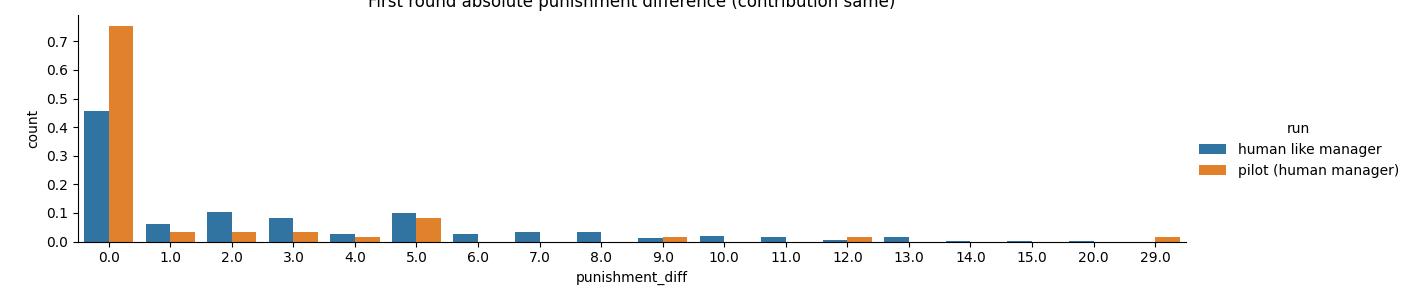 First round absolute punishment difference (contribution same)
0.7
0.6
0.5
0.4
0.3
0.2
0.1
0.0
count
0.0 1.0 2.0 3.0 4.0 5.0 6.0 7.0 8.0 9.0 10.0 11.0 12.0 13.0 14.0 15.0 20.0 29.0
punishment_diff
run
human like manager
pilot (human manager)